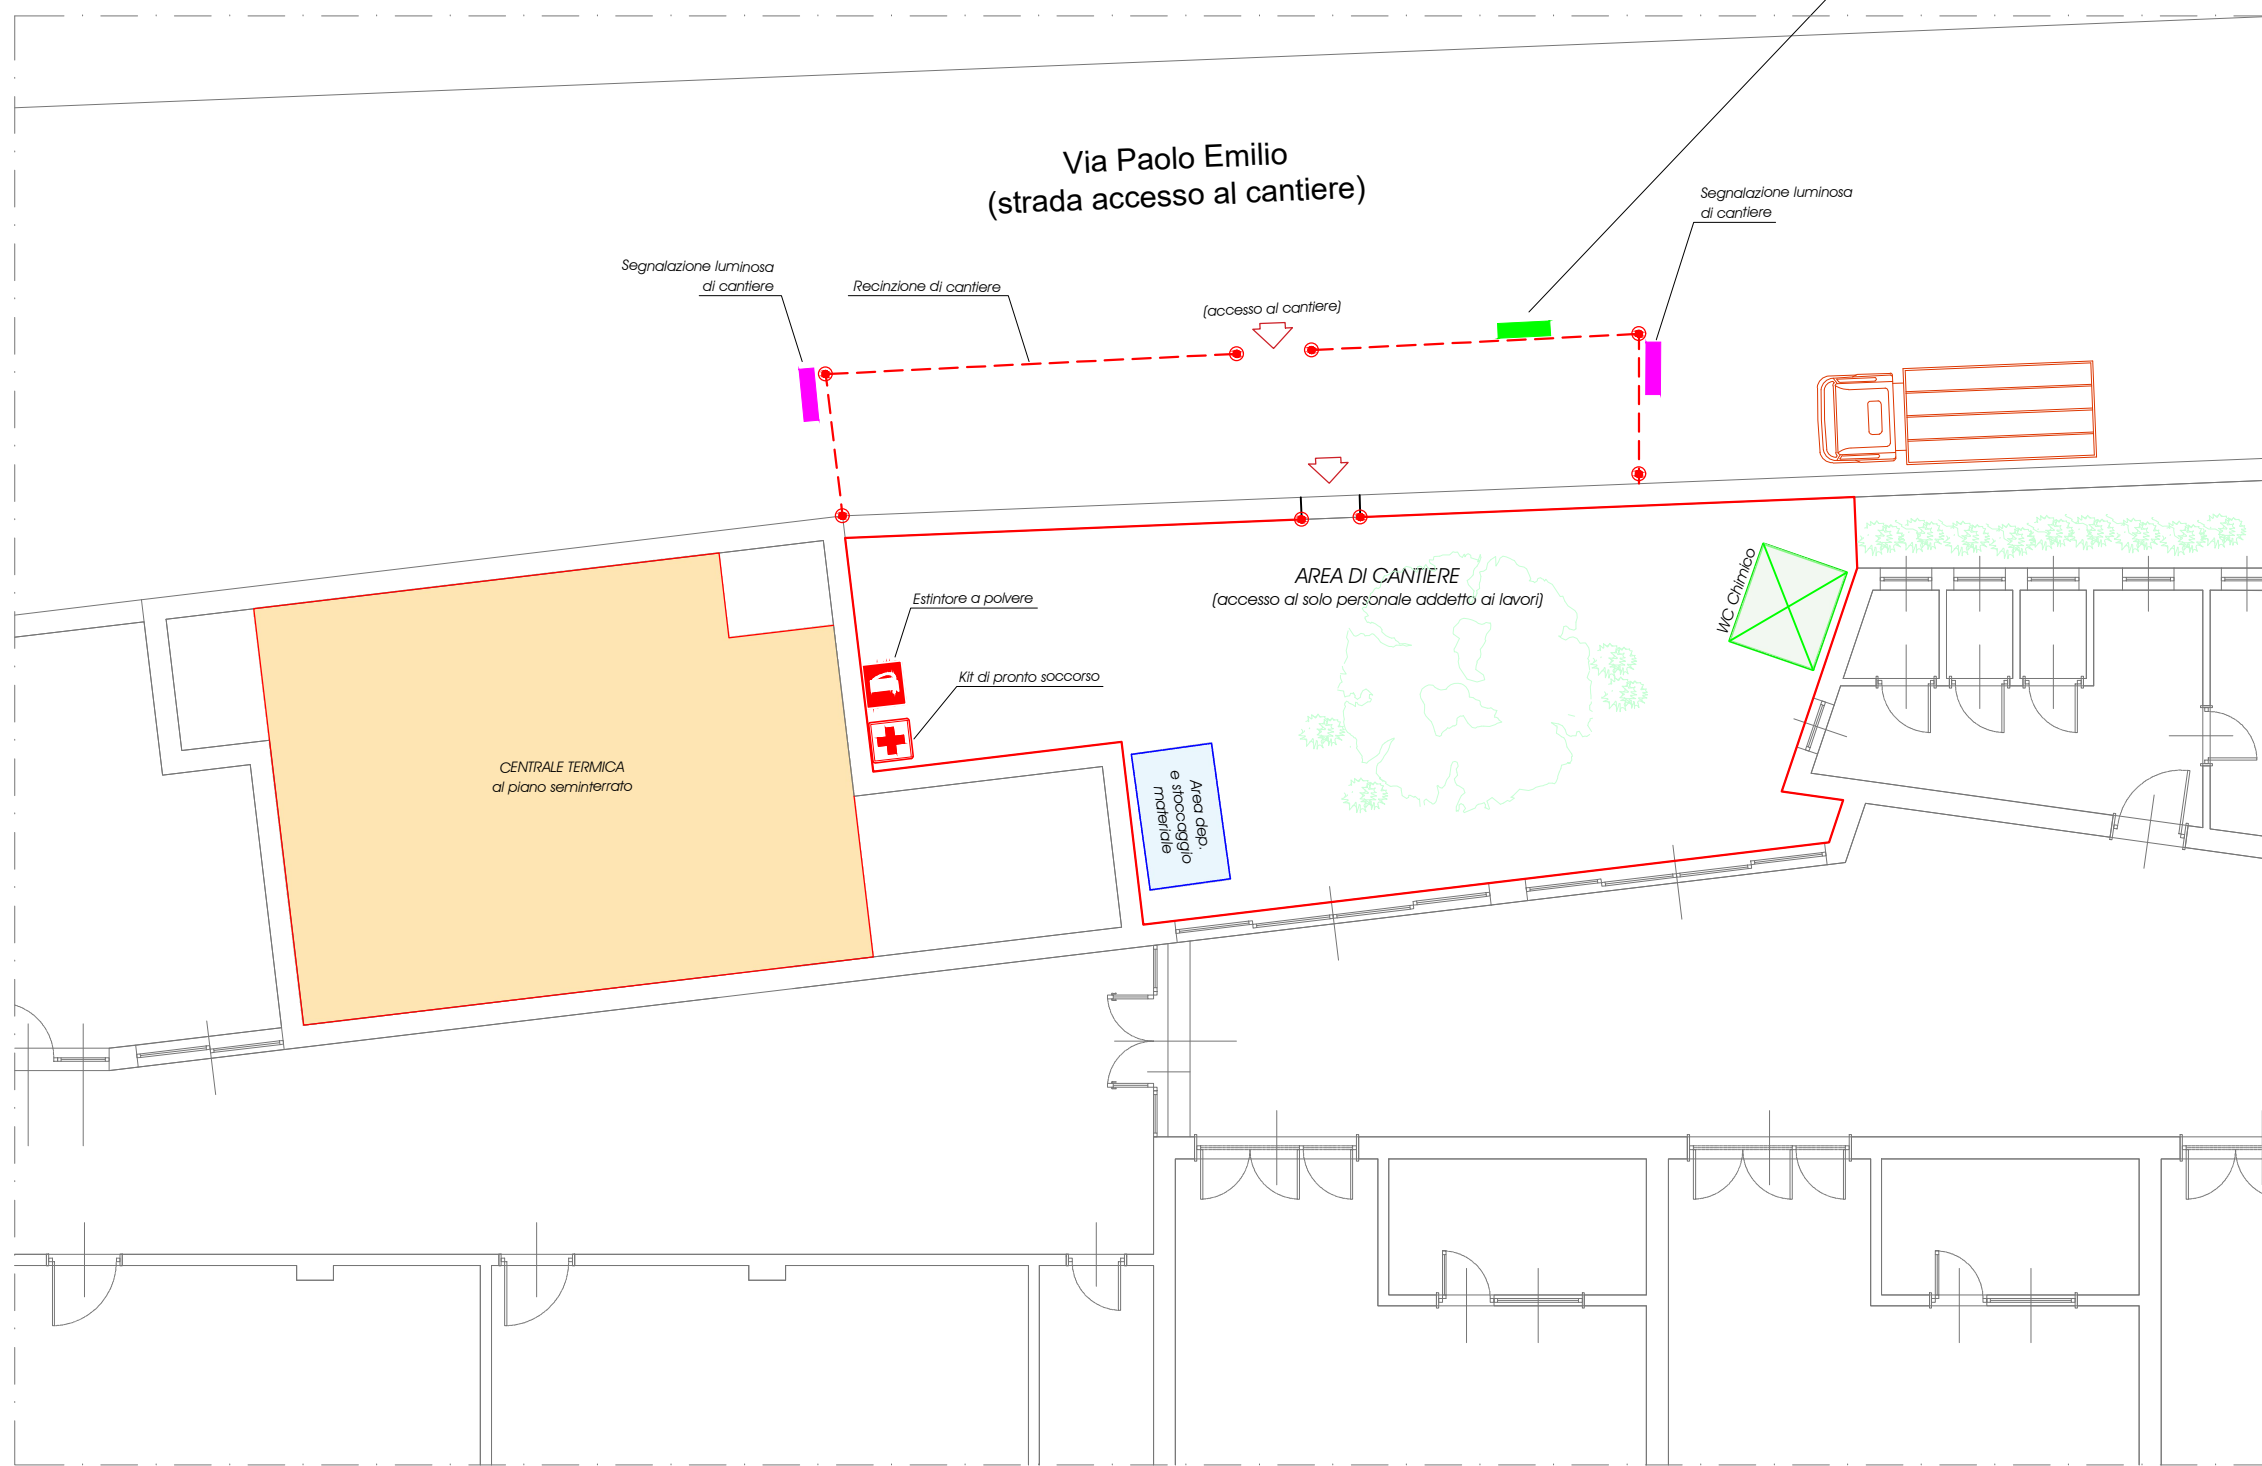 Via Paolo Emilio
(strada accesso al cantiere)
Segnalazione luminosa
di cantiere
Segnalazione luminosa
di cantiere
Recinzione di cantiere
(accesso al cantiere)
AREA DI CANTIERE
(accesso al solo personale addetto ai lavori)
WC Chimico
Estintore a polvere
Kit di pronto soccorso
CENTRALE TERMICA
al piano seminterrato
Area dep.
e stoccaggio
materiale